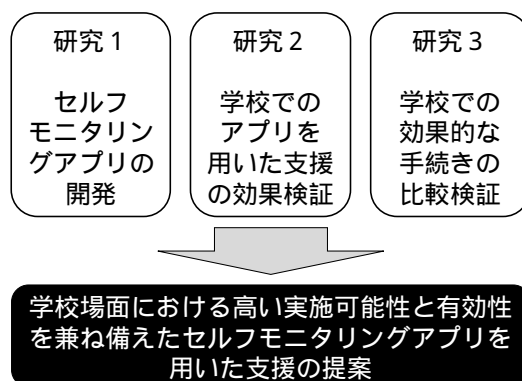 研究１
セルフ
モニタリン
グアプリの
開発
研究２
学校での
アプリを
用いた支援
の効果検証
研究３
学校での
効果的な
手続きの
比較検証
学校場面における高い実施可能性と有効性
を兼ね備えたセルフモニタリングアプリを
用いた支援の提案